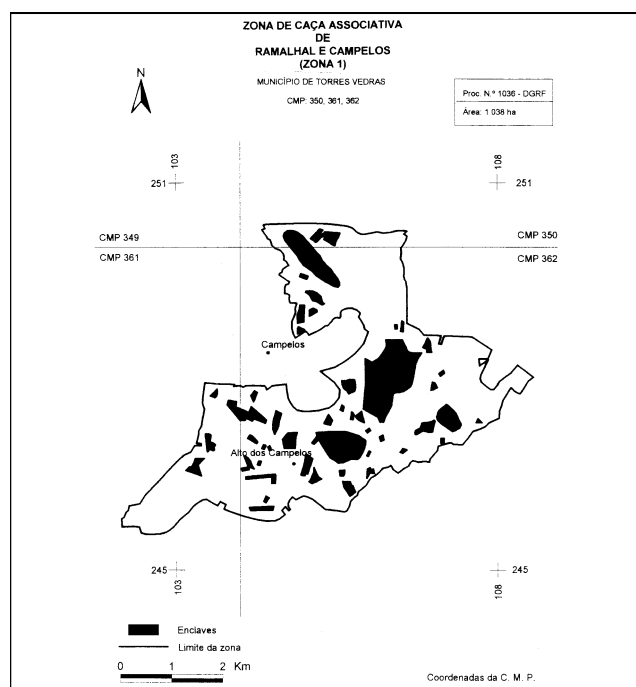 ZONA DE CAÇA ASSOCIATIVA
DE
RAMALHAL E CAMPELOS
(ZONA 1)
MUNICÍPIO DE TORRES VEDRAS
CMP: 350, 361, 362
N
Proc. N.º 1036 - DGRF
Área: 1 038 ha
103
108
251
251
CMP 349
CMP 350
CMP 361
CMP 362
Campelos
Alto dos Campelos
245
245
103
108
Enclaves
Limite da zona
0 1 2 Km
Coordenadas da C. M. P.